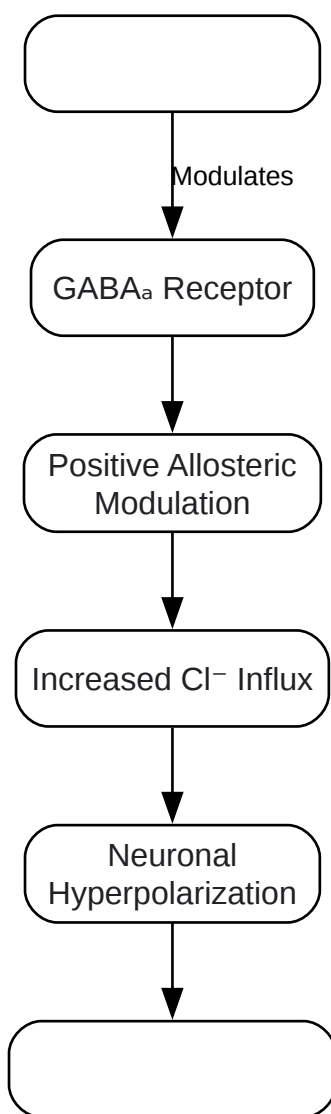 Modulates
GABAₐ Receptor
Positive Allosteric
Modulation
Increased Cl⁻ Influx
Neuronal
Hyperpolarization